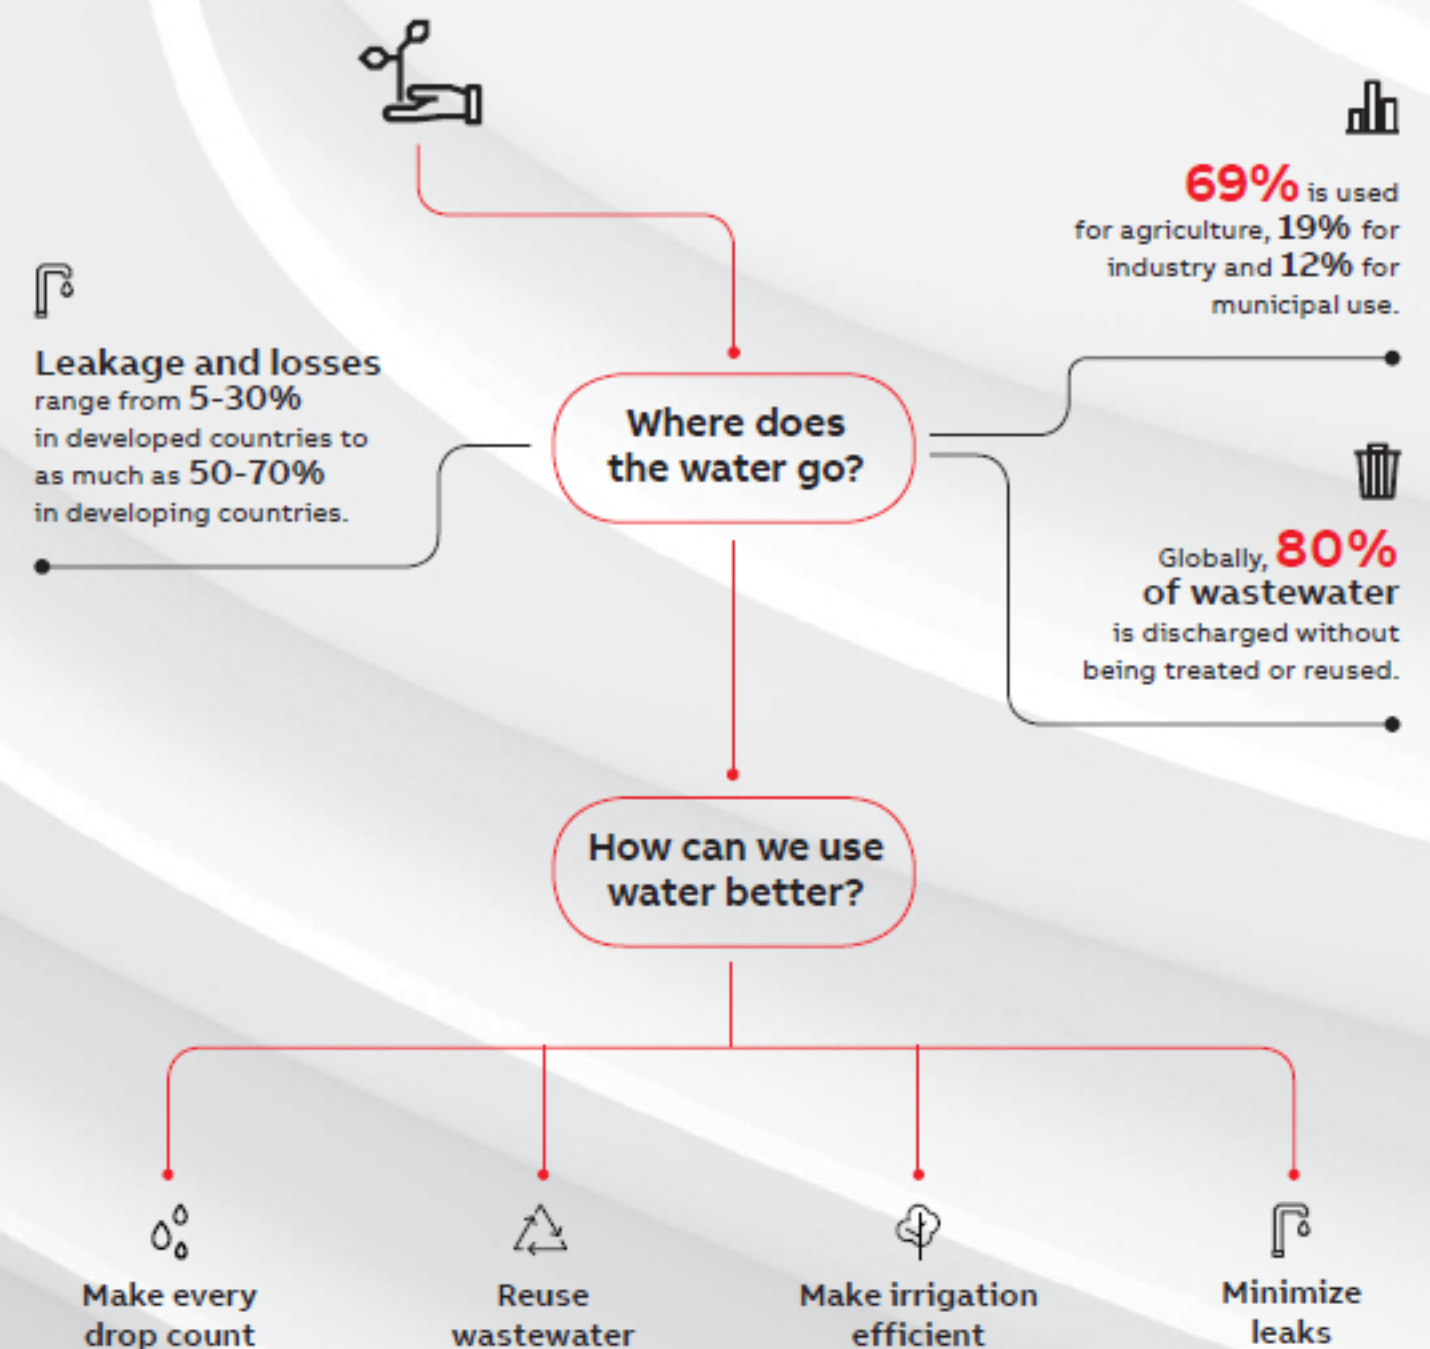 69% is used
for agriculture, 19% for
industry and 12% for
municipal use.
Leakage and losses
range from 5-30%
in developed countries to
as much as 50-70%
in developing countries.
Where does
the water go?
Globally, 80%
of wastewater
is discharged without
being treated or reused.
How can we use
water better?
Make every
drop count
Reuse
wastewater
Make irrigation
efficient
Minimize
leaks